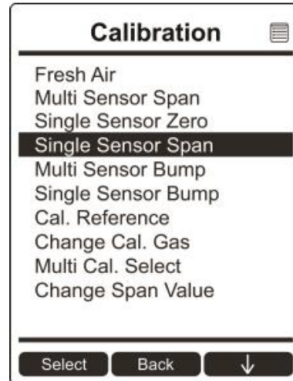 Calibration
Fresh Air
Multi Sensor Span
Single Sensor Zero
Single Sensor Span
Multi Sensor Bump
Single Sensor Bump
Cal. Reference
Change Cal. Gas
Multi Cal. Select
Change Span Value
Select Back ↓